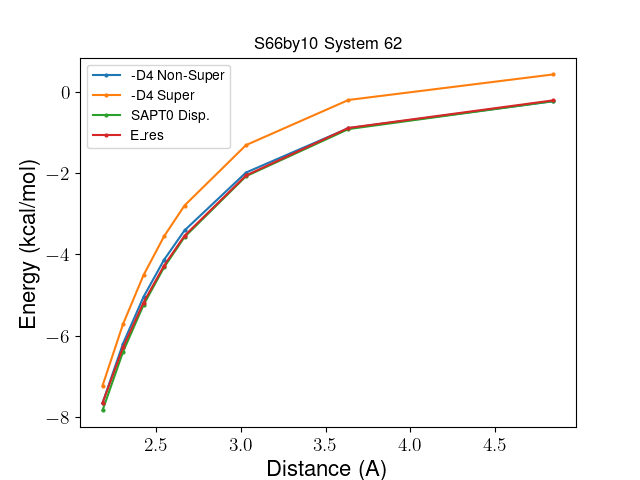 S66by10 System 62
-D4 Non-Super
-D4 Super
SAPT0 Disp.
E_res
Energy (kcal/mol)
0
−2
−4
−6
−8
2.5 3.0 3.5 4.0 4.5
Distance (A)